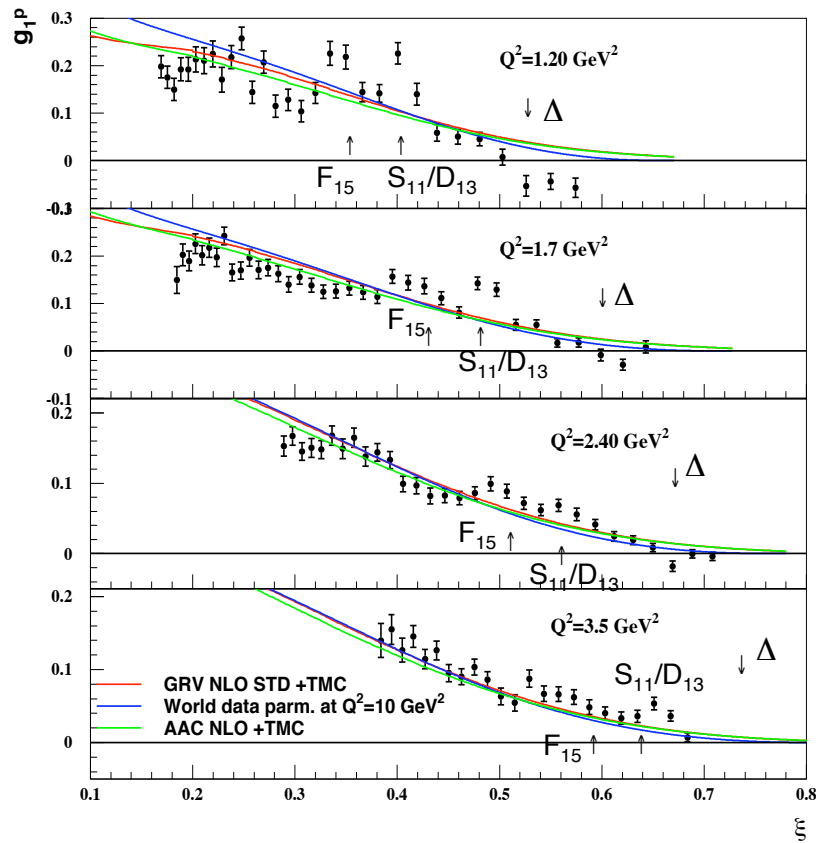 g₁ᵖ
0.3
0.2
0.1
0
-0.1
Q²=1.20 GeV²
Δ
F₁₅
S₁₁/D₁₃
0.3
0.2
0.1
0
-0.1
Q²=1.7 GeV²
Δ
F₁₅
S₁₁/D₁₃
0.2
0.1
0
Q²=2.40 GeV²
Δ
F₁₅
S₁₁/D₁₃
0.2
0.1
0
Q²=3.5 GeV²
Δ
S₁₁/D₁₃
F₁₅
GRV NLO STD +TMC
World data parm. at Q²=10 GeV²
AAC NLO +TMC
0.1 0.2 0.3 0.4 0.5 0.6 0.7 0.8
ξ